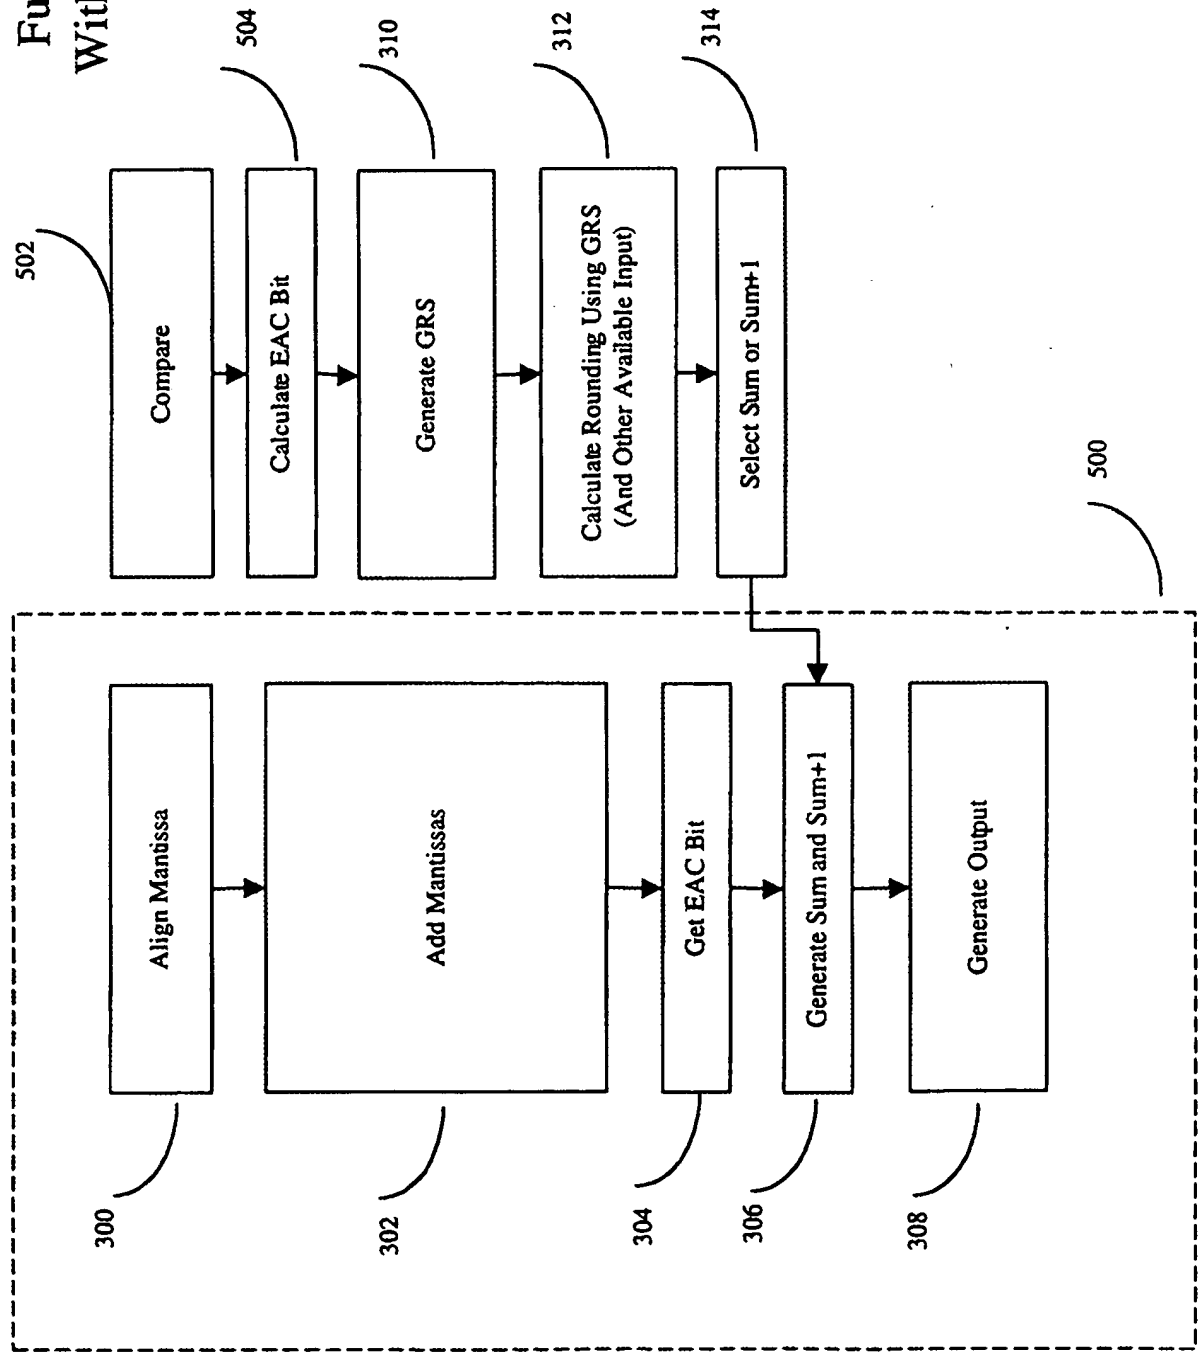 Fu
Wit
502
Compare
504
Calculate EAC Bit
310
Generate GRS
312
Calculate Rounding Using GRS
(And Other Available Input)
314
Select Sum or Sum+1
500
Align Mantissa
300
Add Mantissas
302
Get EAC Bit
304
Generate Sum and Sum+1
306
Generate Output
308